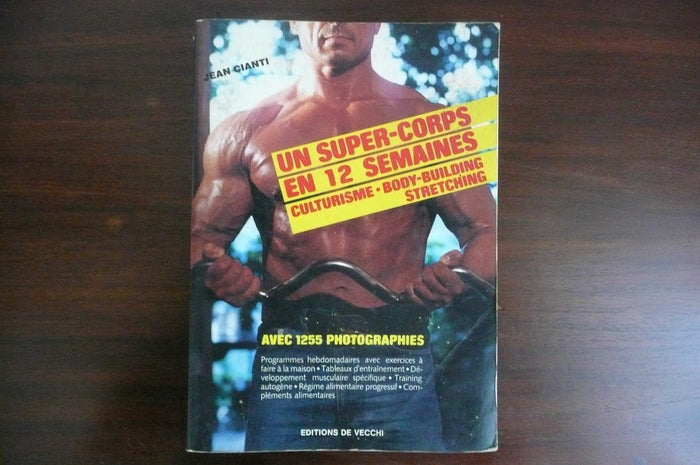 JEAN CIANTI
UN SUPER-CORPS
EN 12 SEMAINES
CULTURISME • BODY-BUILDING
STRETCHING
AVEC 1255 PHOTOGRAPHIES
Programmes hebdomadaires avec exercices à
faire à la maison • Tableaux d'entraînement • Dé-
veloppement musculaire spécifique • Training
autogène • Régime alimentaire progressif • Com-
pléments alimentaires
EDITIONS DE VECCHI